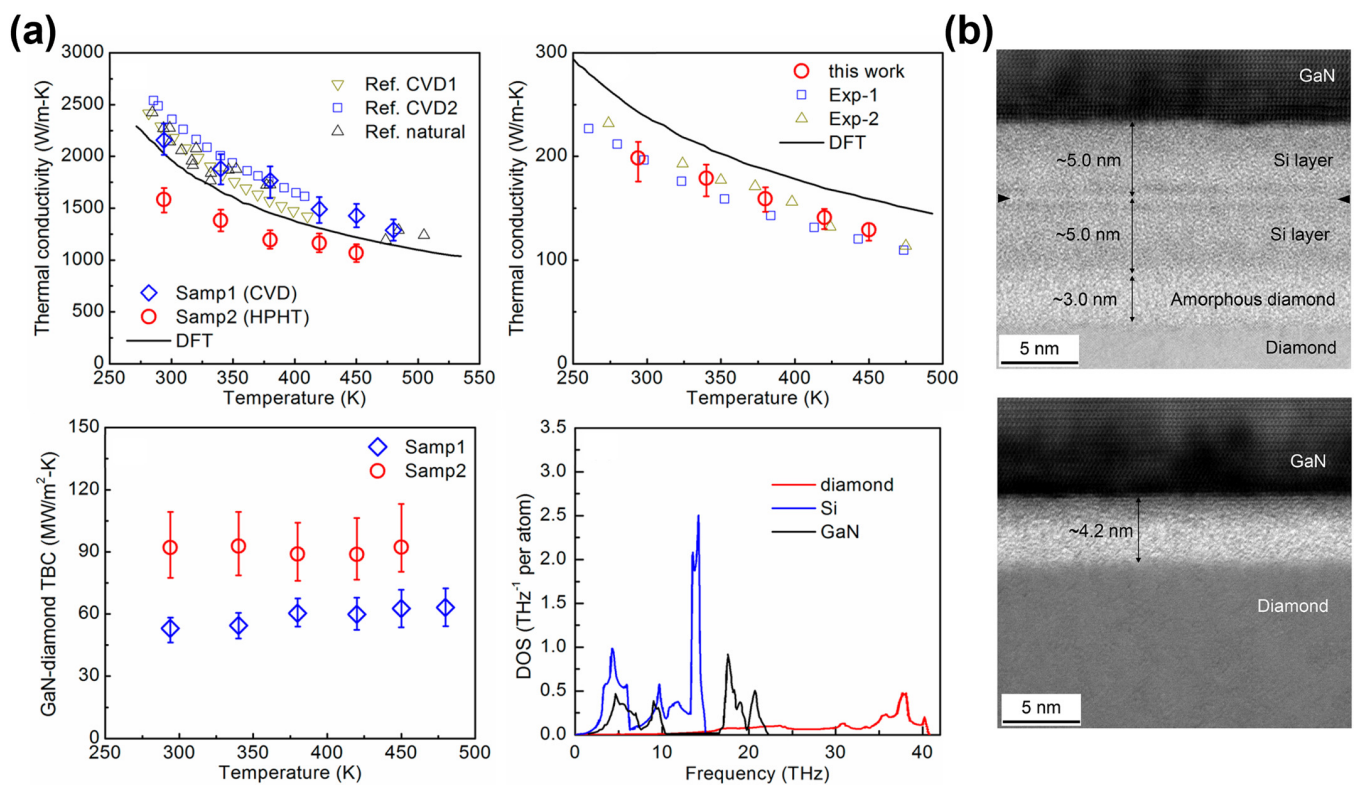 (a)
3000
2500
2000
1500
1000
500
0
Thermal conductivity (W/m-K)
Ref. CVD1
Ref. CVD2
Ref. natural
Samp1 (CVD)
Samp2 (HPHT)
DFT
250 300 350 400 450 500 550
Temperature (K)
300
200
100
0
Thermal conductivity (W/m-K)
this work
Exp-1
Exp-2
DFT
250 300 350 400 450 500
Temperature (K)
150
120
90
60
30
0
GaN-diamond TBC (MW/m²-K)
Samp1
Samp2
250 300 350 400 450 500
Temperature (K)
3.5
3.0
2.5
2.0
1.5
1.0
0.5
0.0
DOS (THz⁻¹ per atom)
diamond
Si
GaN
0 10 20 30 40
Frequency (THz)
(b)
GaN
~5.0 nm
Si layer
~5.0 nm
Si layer
~3.0 nm
Amorphous diamond
5 nm
Diamond
GaN
~4.2 nm
Diamond
5 nm